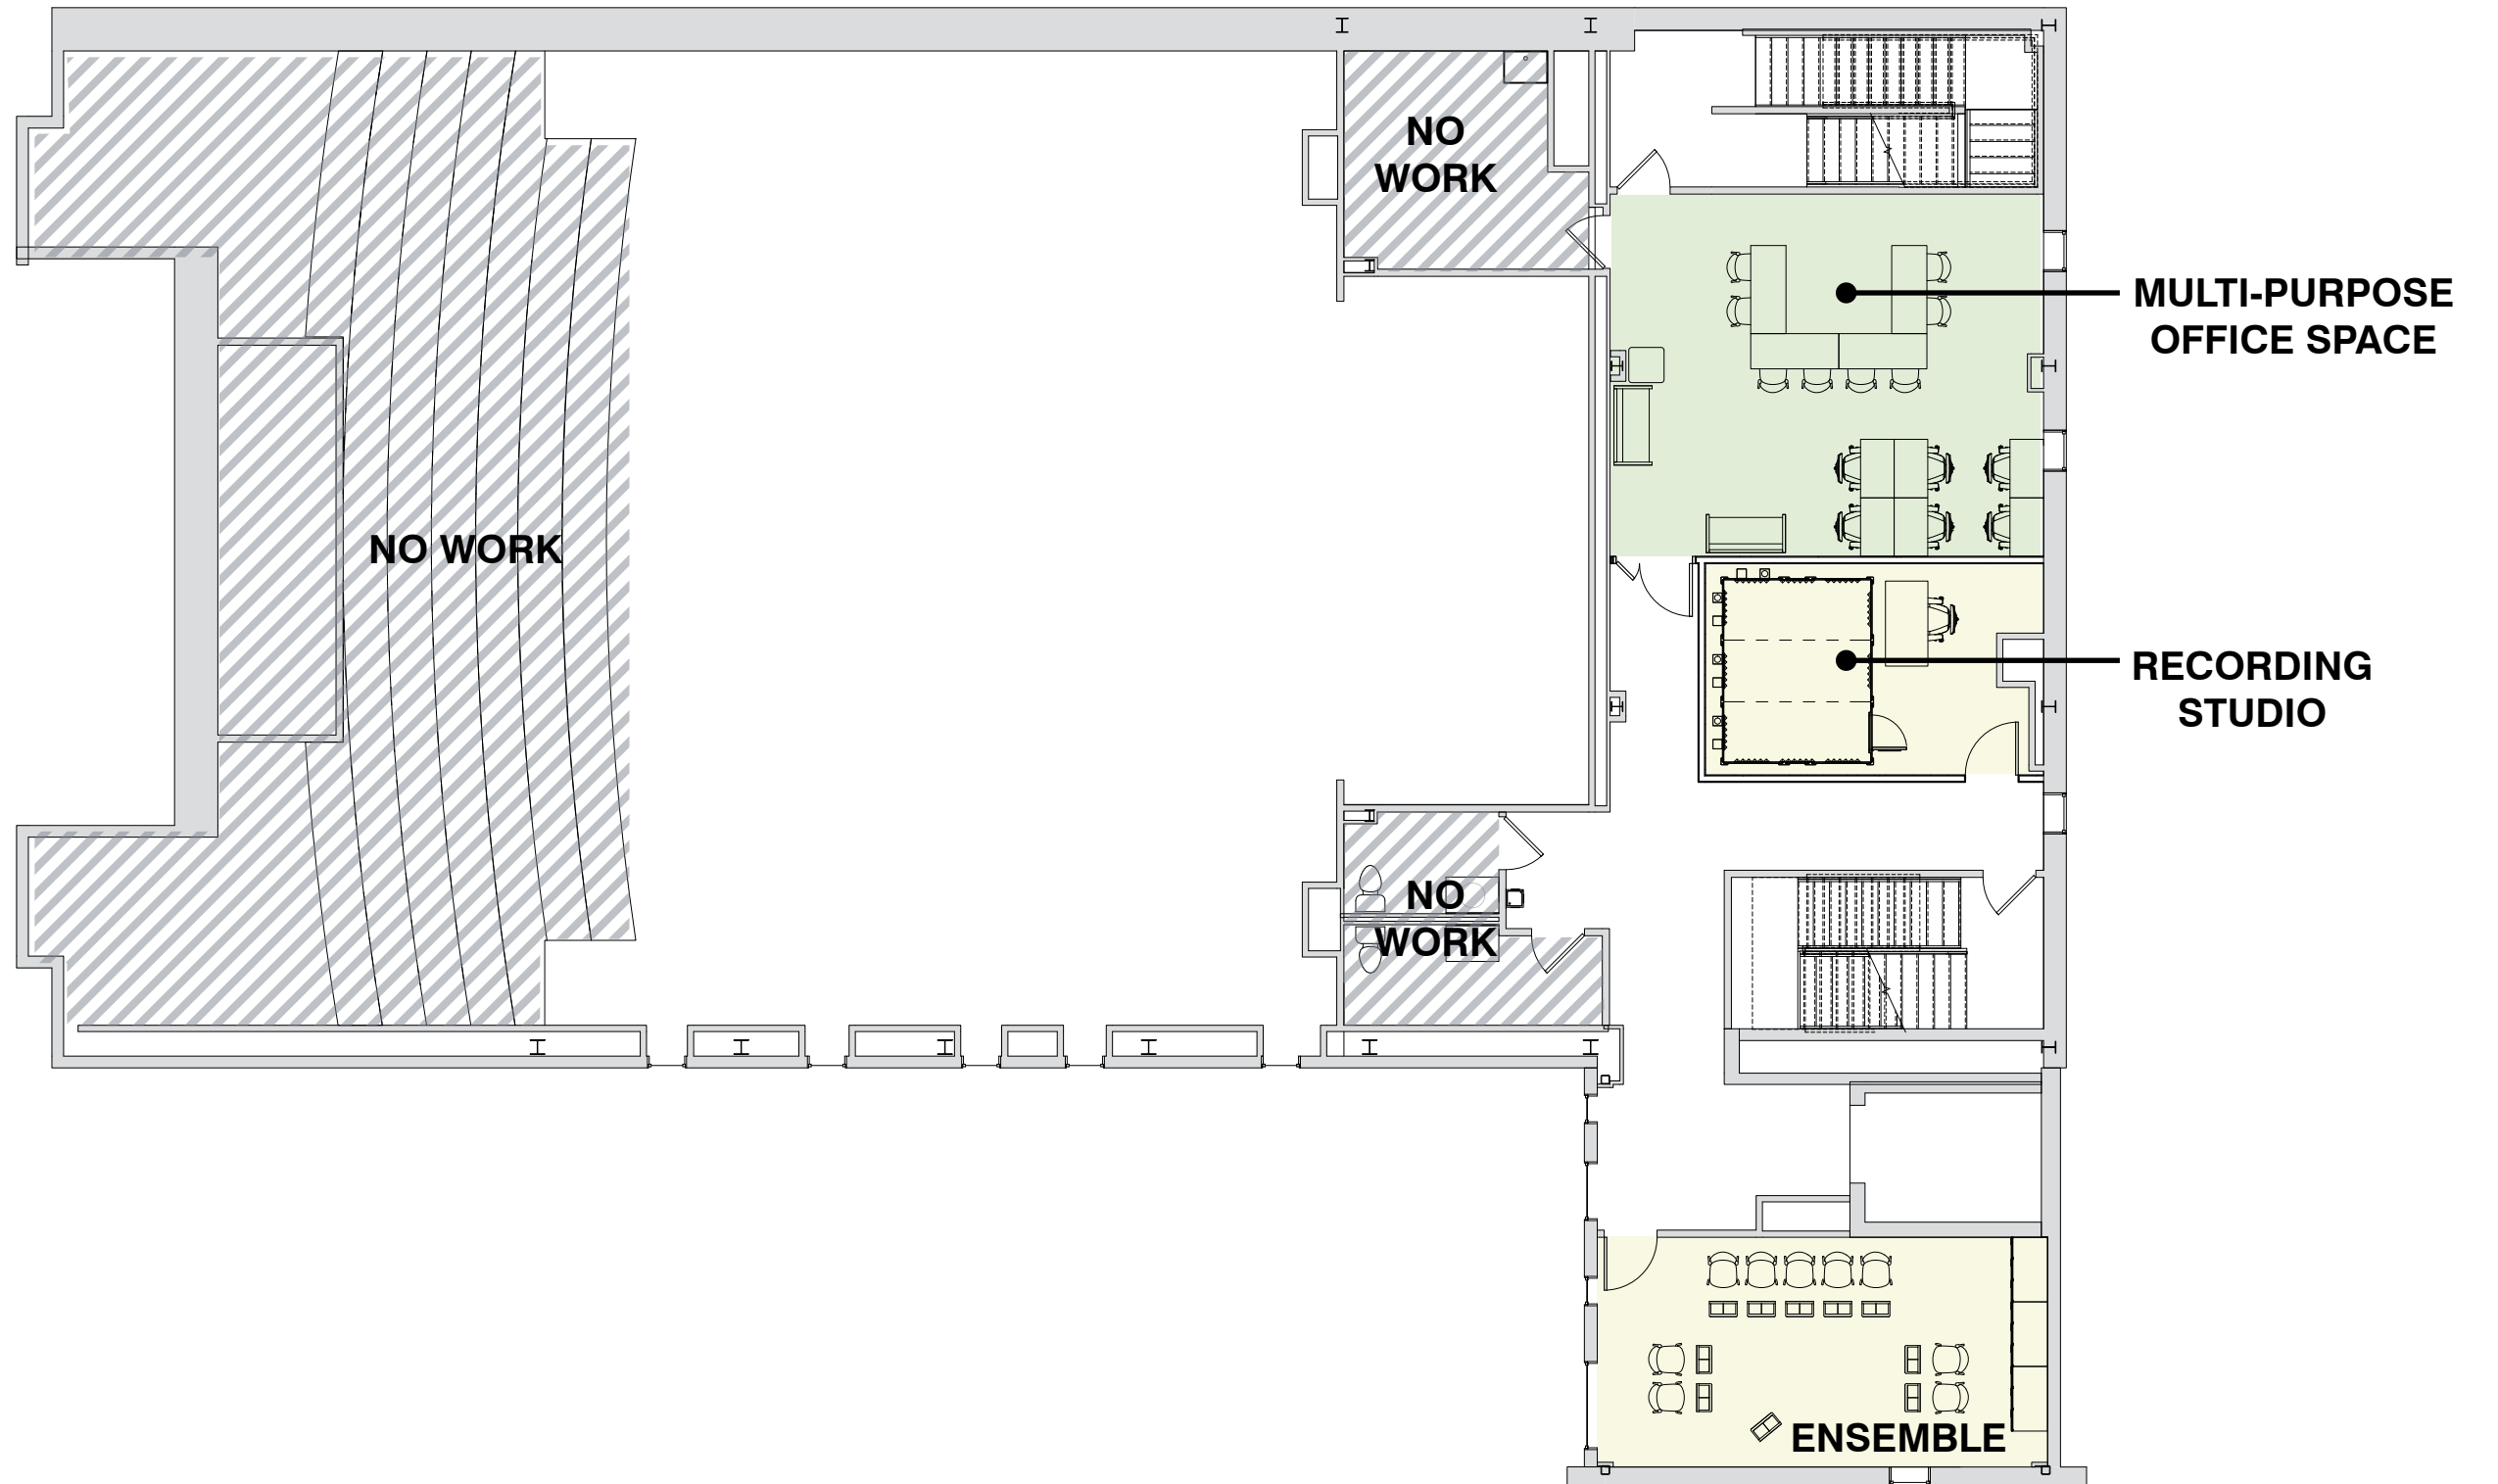 NO
WORK
MULTI-PURPOSE
OFFICE SPACE
NO WORK
RECORDING
STUDIO
NO
WORK
ENSEMBLE